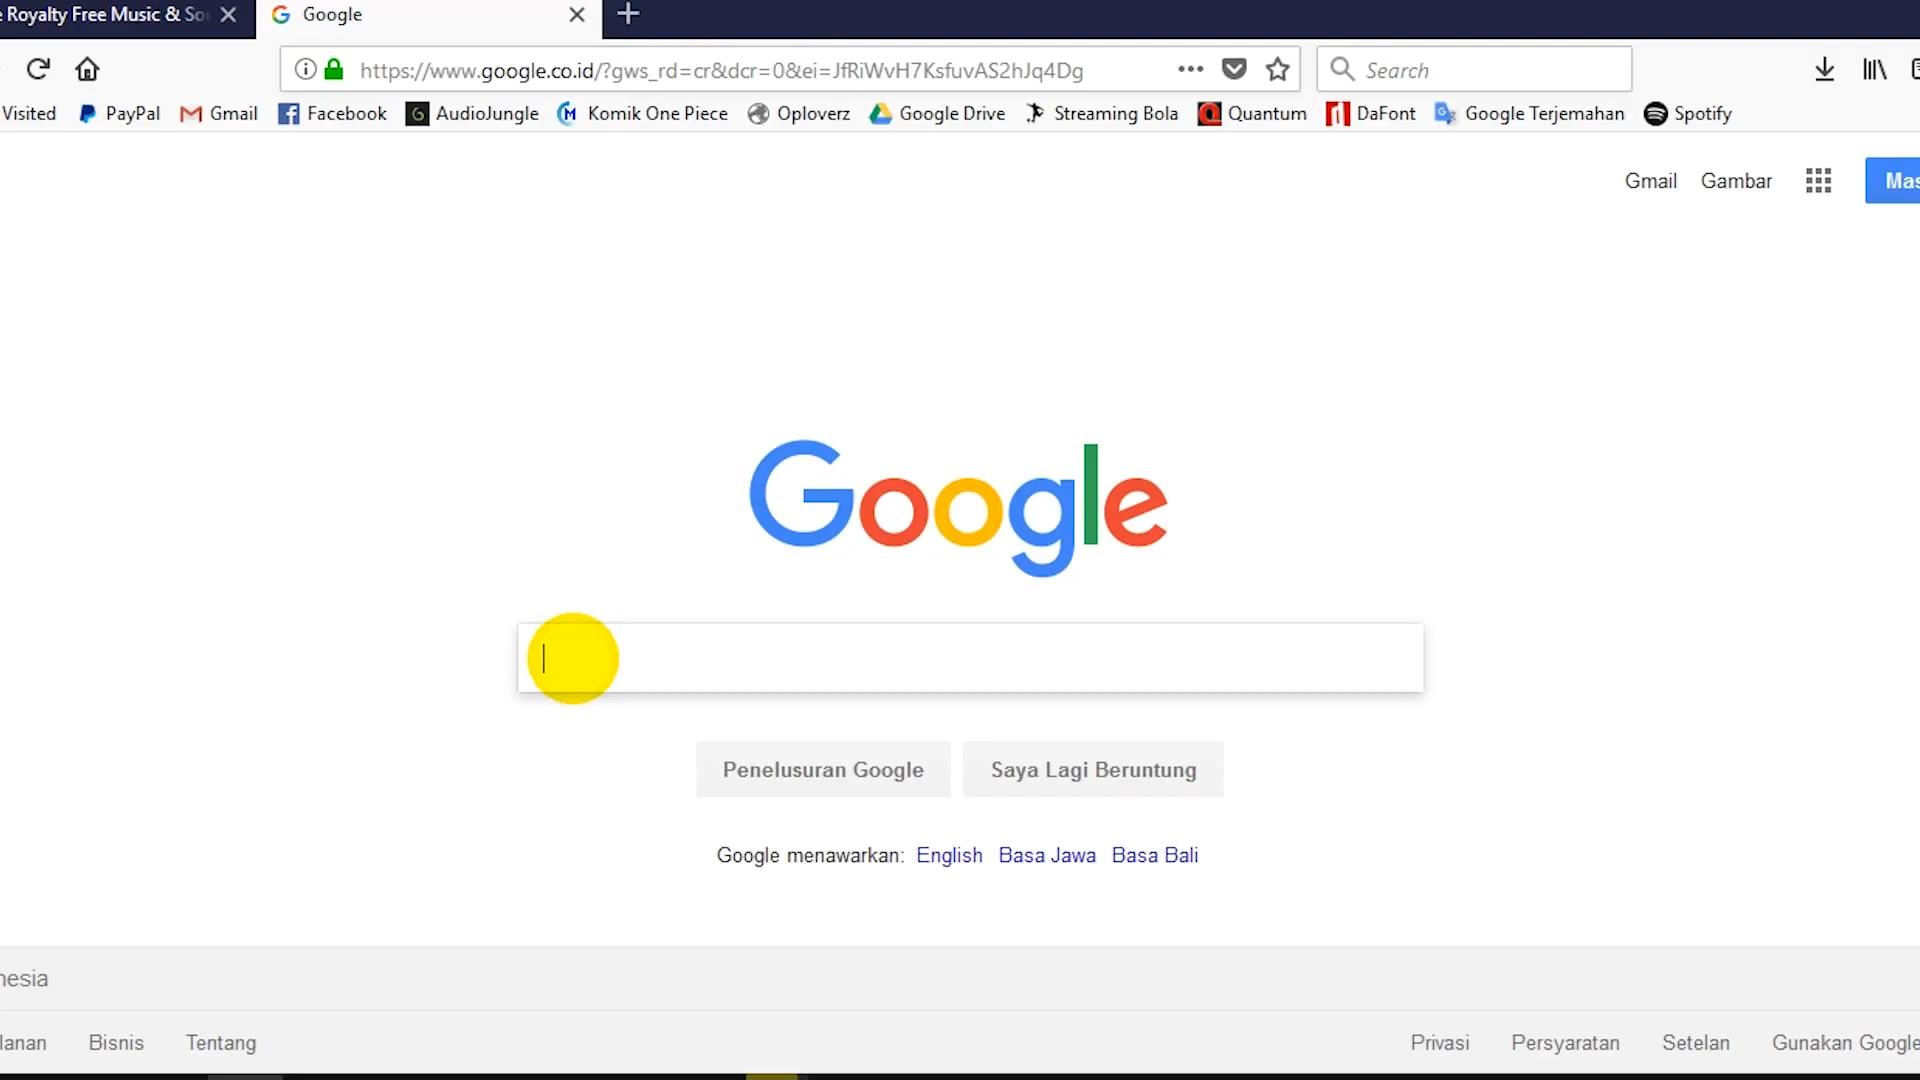 e Royalty Free Music & So
Google
https://www.google.co.id/?gws_rd=cr&dcr=0&ei=JfRiWvH7KsfuvAS2hJq4Dg
Search
Visited PayPal Gmail Facebook AudioJungle Komik One Piece Oploverz Google Drive Streaming Bola Quantum DaFont Google Terjemahan Spotify
Gmail Gambar Mas
Google
Penelusuran Google Saya Lagi Beruntung
Google menawarkan: English Basa Jawa Basa Bali
nesia
lanan Bisnis Tentang Privasi Persyaratan Setelan Gunakan Google